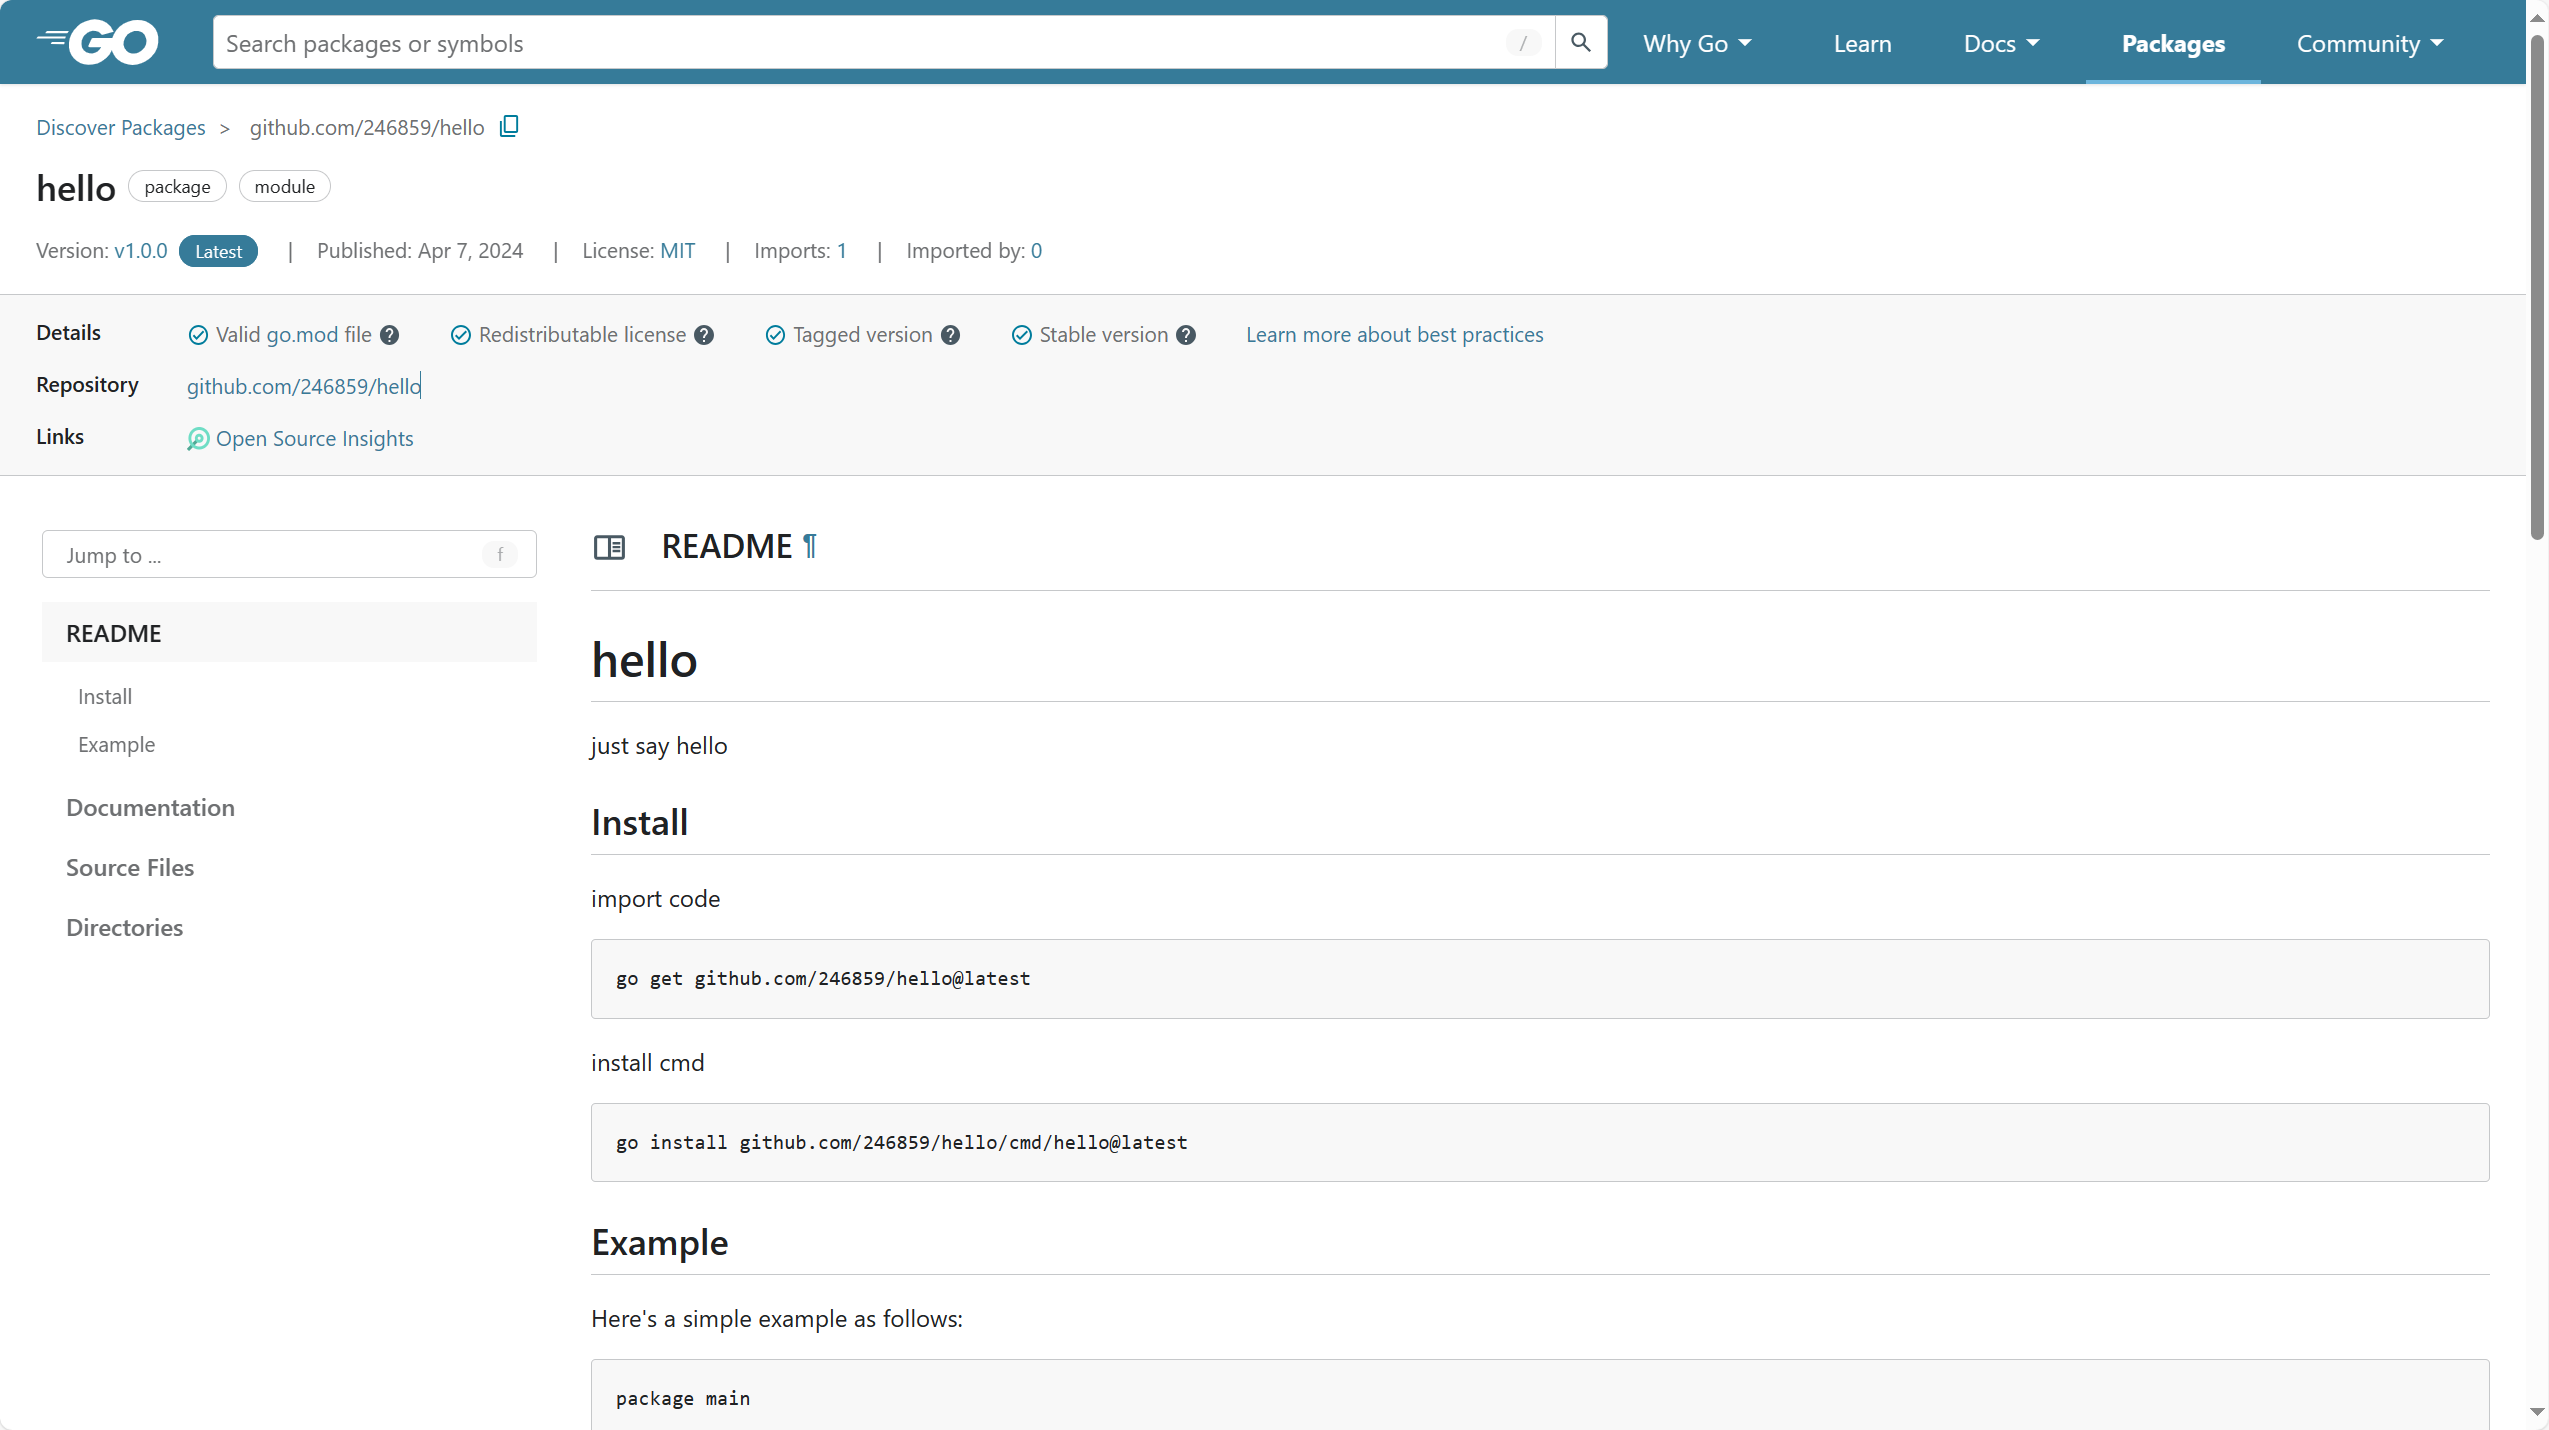 GO
Search packages or symbols /
Why Go
Learn
Docs
Packages
Community
Discover Packages > github.com/246859/hello
hello package module
Version: v1.0.0 Latest | Published: Apr 7, 2024 | License: MIT | Imports: 1 | Imported by: 0
Details Valid go.mod file ? Redistributable license ? Tagged version ? Stable version ? Learn more about best practices
Repository github.com/246859/hello
Links Open Source Insights
Jump to ... f
README
Install
Example
Documentation
Source Files
Directories
README ¶
hello
just say hello
Install
import code
go get github.com/246859/hello@latest
install cmd
go install github.com/246859/hello/cmd/hello@latest
Example
Here's a simple example as follows:
package main